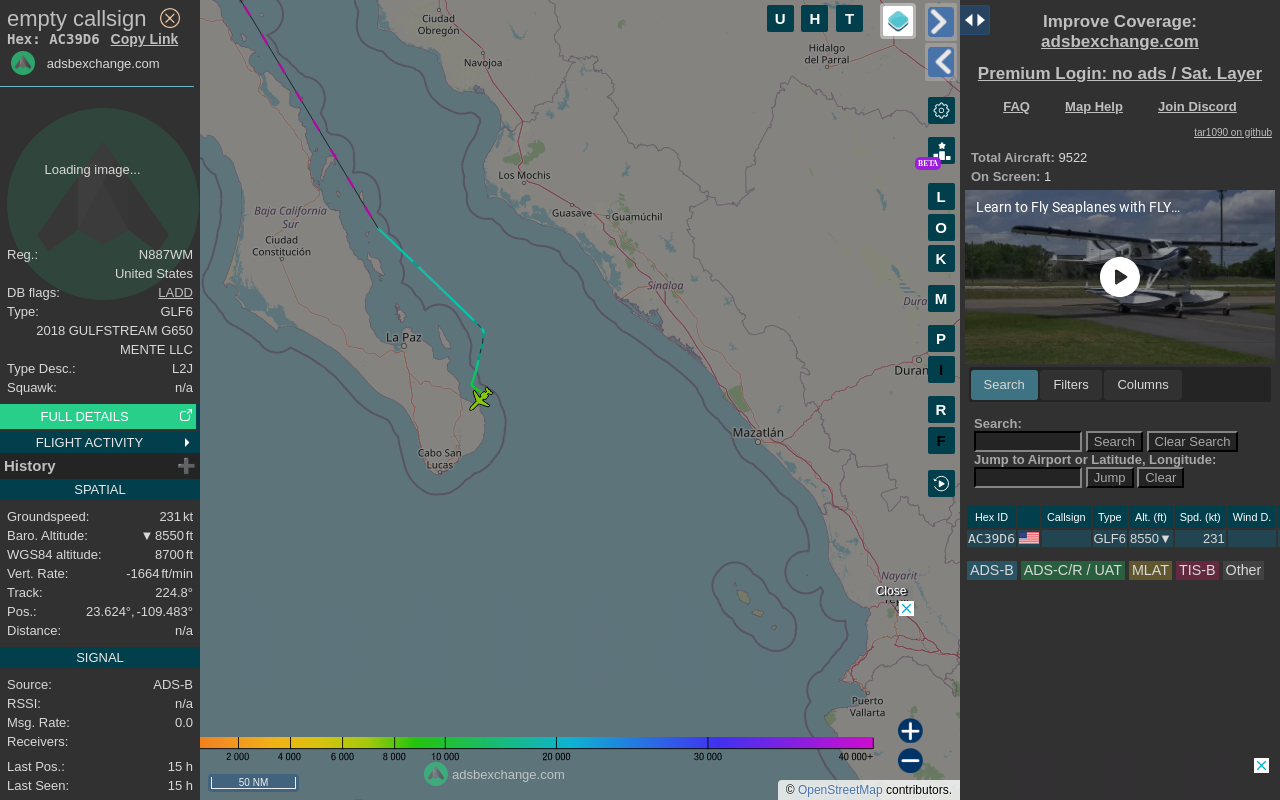 empty callsign
Hex: AC39D6 Copy Link
adsbexchange.com
Loading image...
Reg.: N887WM
United States
DB flags: LADD
Type: GLF6
2018 GULFSTREAM G650
MENTE LLC
Type Desc.: L2J
Squawk: n/a
FULL DETAILS
FLIGHT ACTIVITY
History
SPATIAL
Groundspeed: 231 kt
Baro. Altitude: ▼ 8550 ft
WGS84 altitude: 8700 ft
Vert. Rate: -1664 ft/min
Track: 224.8°
Pos.: 23.624°, -109.483°
Distance: n/a
SIGNAL
Source: ADS-B
RSSI: n/a
Msg. Rate: 0.0
Receivers:
Last Pos.: 15 h
Last Seen: 15 h
U H T
Ciudad
Obregón
Navojoa
Hidalgo
del Parral
Los Mochis
Guasave
Guamúchil
Baja California
Sur
Ciudad
Constitución
Sinaloa
La Paz
Mazatlán
Cabo San
Lucas
Nayarit
Puerto
Vallarta
Close
BETA
L
O
K
M
P
I
R
F
2 000 4 000 6 000 8 000 10 000 20 000 30 000 40 000+
50 NM
adsbexchange.com
© OpenStreetMap contributors.
Improve Coverage:
adsbexchange.com
Premium Login: no ads / Sat. Layer
FAQ Map Help Join Discord
tar1090 on github
Total Aircraft: 9522
On Screen: 1
Learn to Fly Seaplanes with FLY...
Search Filters Columns
Search:
Search Clear Search
Jump to Airport or Latitude, Longitude:
Jump Clear
Hex ID Callsign Type Alt. (ft) Spd. (kt) Wind D.
AC39D6 GLF6 8550▼ 231
ADS-B ADS-C/R / UAT MLAT TIS-B Other